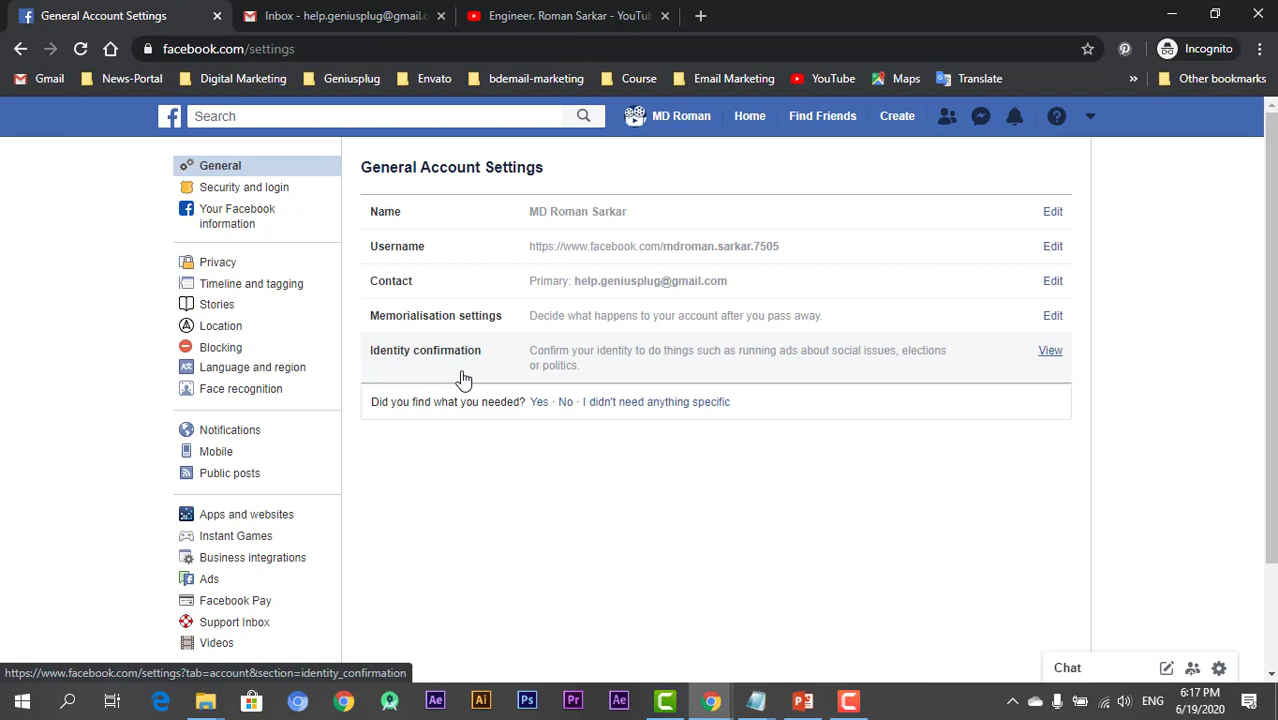 General Account Settings
Inbox - help.geniusplug@gmail.c
Engineer. Roman Sarkar - YouTub
facebook.com/settings
Incognito
Gmail
News-Portal
Digital Marketing
Geniusplug
Envato
bdemail-marketing
Course
Email Marketing
YouTube
Maps
Translate
»
Other bookmarks
Search
MD Roman
Home
Find Friends
Create
General
Security and login
Your Facebook
information
Privacy
Timeline and tagging
Stories
Location
Blocking
Language and region
Face recognition
Notifications
Mobile
Public posts
Apps and websites
Instant Games
Business integrations
Ads
Facebook Pay
Support Inbox
Videos
General Account Settings
Name MD Roman Sarkar Edit
Username https://www.facebook.com/mdroman.sarkar.7505 Edit
Contact Primary: help.geniusplug@gmail.com Edit
Memorialisation settings Decide what happens to your account after you pass away. Edit
Identity confirmation Confirm your identity to do things such as running ads about social issues, elections View
or politics.
Did you find what you needed? Yes · No · I didn't need anything specific
Chat
https://www.facebook.com/settings?tab=account&section=identity_confirmation
Ae
Ai
Ps
Pr
Ae
ENG
6:17 PM
6/19/2020